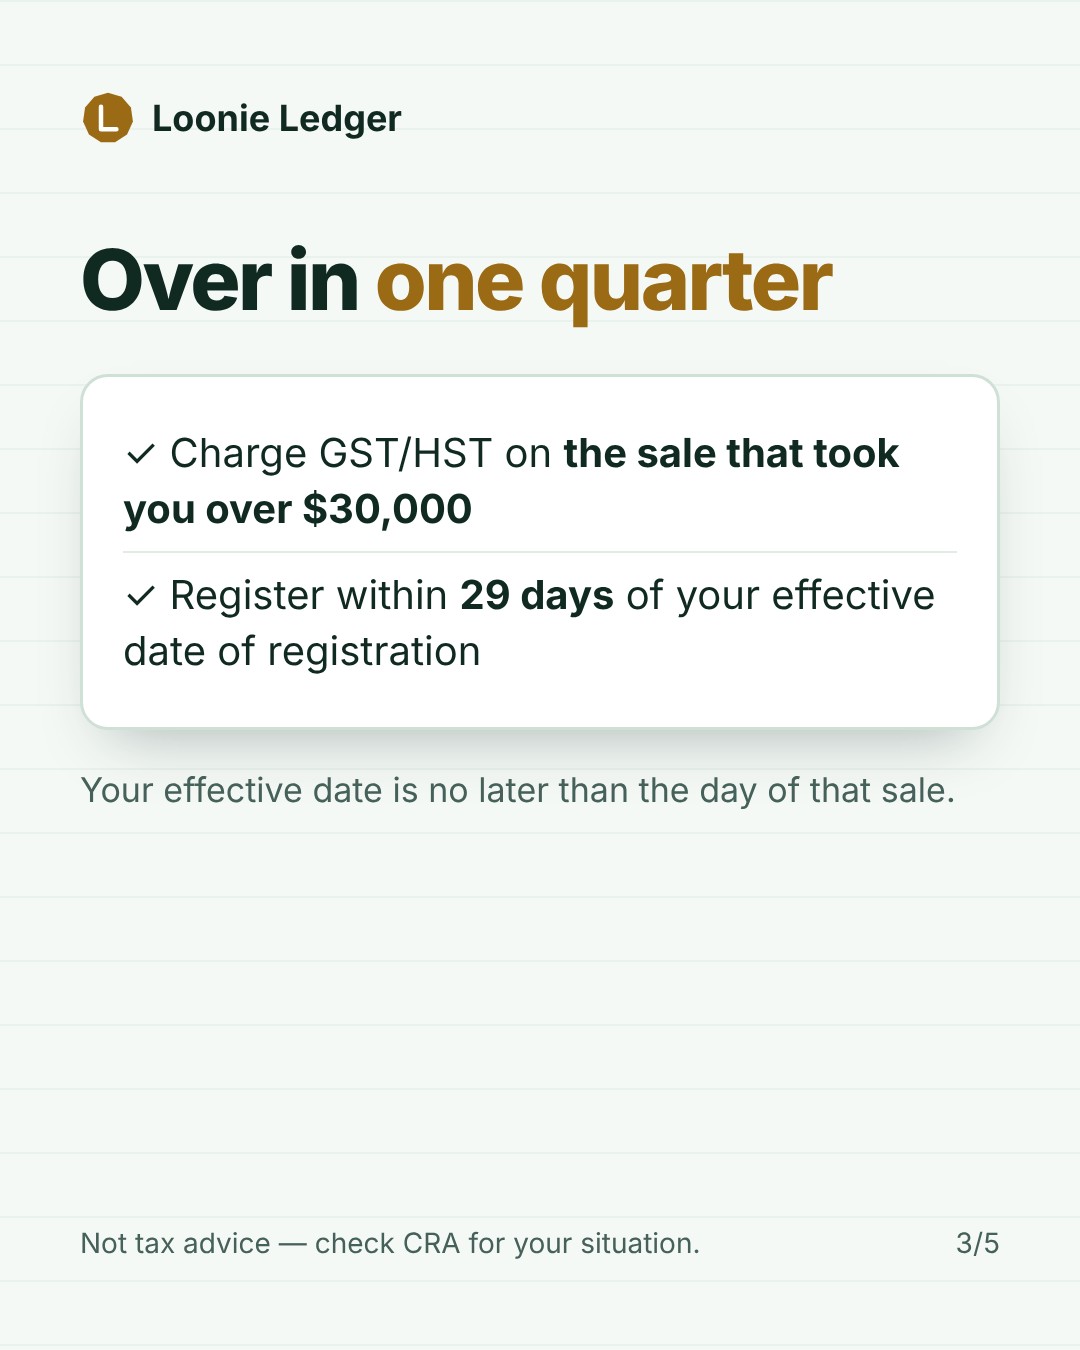 L
Loonie Ledger
Over in one quarter
✓ Charge GST/HST on the sale that took
you over $30,000
✓ Register within 29 days of your effective
date of registration
Your effective date is no later than the day of that sale.
Not tax advice — check CRA for your situation.
3/5